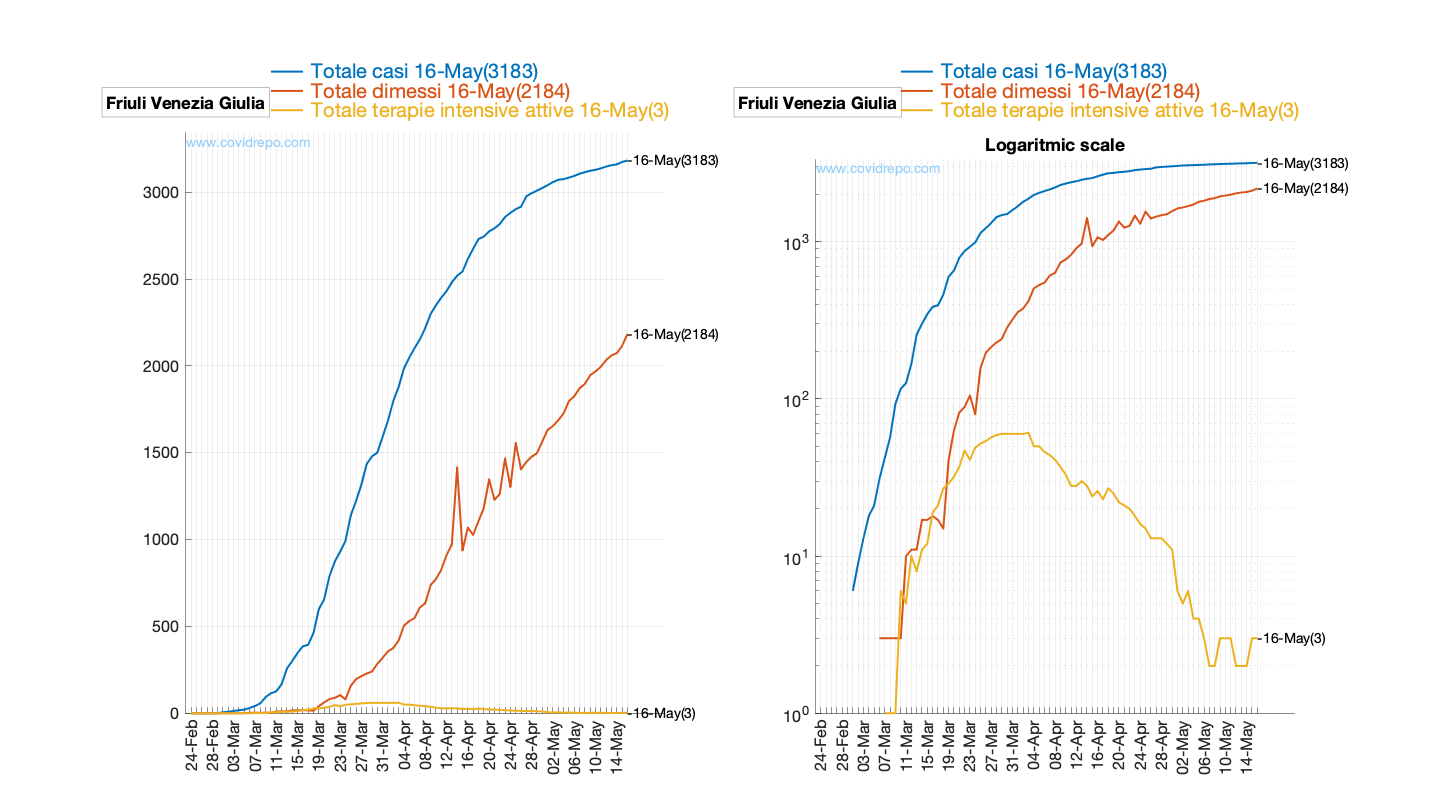 Totale casi 16-May(3183)
Totale dimessi 16-May(2184)
Totale terapie intensive attive 16-May(3)
Friuli Venezia Giulia
www.covidrepo.com
3000
2500
2000
1500
1000
500
0
16-May(3183)
16-May(2184)
16-May(3)
24-Feb
28-Feb
03-Mar
07-Mar
11-Mar
15-Mar
19-Mar
23-Mar
27-Mar
31-Mar
04-Apr
08-Apr
12-Apr
16-Apr
20-Apr
24-Apr
28-Apr
02-May
06-May
10-May
14-May
Totale casi 16-May(3183)
Totale dimessi 16-May(2184)
Totale terapie intensive attive 16-May(3)
Friuli Venezia Giulia
Logaritmic scale
www.covidrepo.com
10^3
10^2
10^1
10^0
16-May(3183)
16-May(2184)
16-May(3)
24-Feb
28-Feb
03-Mar
07-Mar
11-Mar
15-Mar
19-Mar
23-Mar
27-Mar
31-Mar
04-Apr
08-Apr
12-Apr
16-Apr
20-Apr
24-Apr
28-Apr
02-May
06-May
10-May
14-May